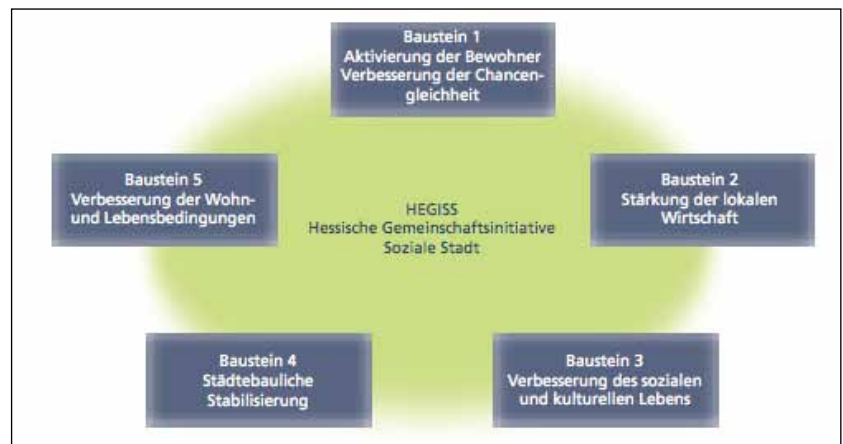 Baustein 1
Aktivierung der Bewohner
Verbesserung der Chancen-
gleichheit
Baustein 5
Verbesserung der Wohn-
und Lebensbedingungen
HEGISS
Hessische Gemeinschaftsinitiative
Soziale Stadt
Baustein 2
Stärkung der lokalen
Wirtschaft
Baustein 4
Städtebauliche
Stabilisierung
Baustein 3
Verbesserung des sozialen
und kulturellen Lebens